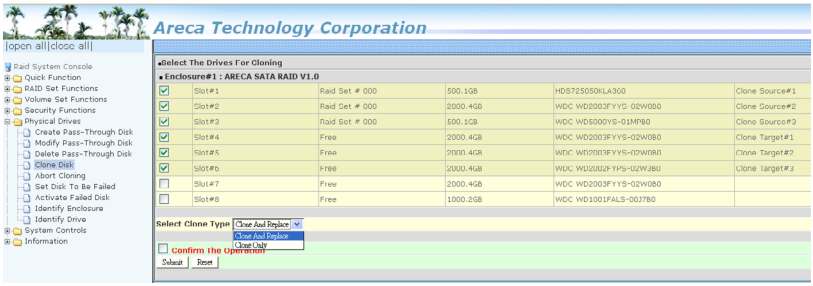 Areca Technology Corporation
|open all|close all|
Raid System Console
Quick Function
RAID Set Functions
Volume Set Functions
Security Functions
Physical Drives
Create Pass-Through Disk
Modify Pass-Through Disk
Delete Pass-Through Disk
Clone Disk
Abort Cloning
Set Disk To Be Failed
Activate Failed Disk
Identify Enclosure
Identify Drive
System Controls
Information
Select The Drives For Cloning
Enclosure#1 : ARECA SATA RAID V1.0
Slot#1 Raid Set # 000 500.1GB HDS725050KLA360 Clone Source#1
Slot#2 Raid Set # 000 2000.4GB WDC WD2003FYYS-02W0B0 Clone Source#2
Slot#3 Raid Set # 000 500.1GB WDC WD5000YS-01MPB0 Clone Source#3
Slot#4 Free 2000.4GB WDC WD2003FYYS-02W0B0 Clone Target#1
Slot#5 Free 2000.4GB WDC WD2003FYYS-02W0B0 Clone Target#2
Slot#6 Free 2000.4GB WDC WD2002FYPS-02W3B0 Clone Target#3
Slot#7 Free 2000.4GB WDC WD2003FYYS-02W0B0
Slot#8 Free 1000.2GB WDC WD1001FALS-00J7B0
Select Clone Type Clone And Replace
Clone And Replace
Clone Only
Confirm The Operation
Submit Reset